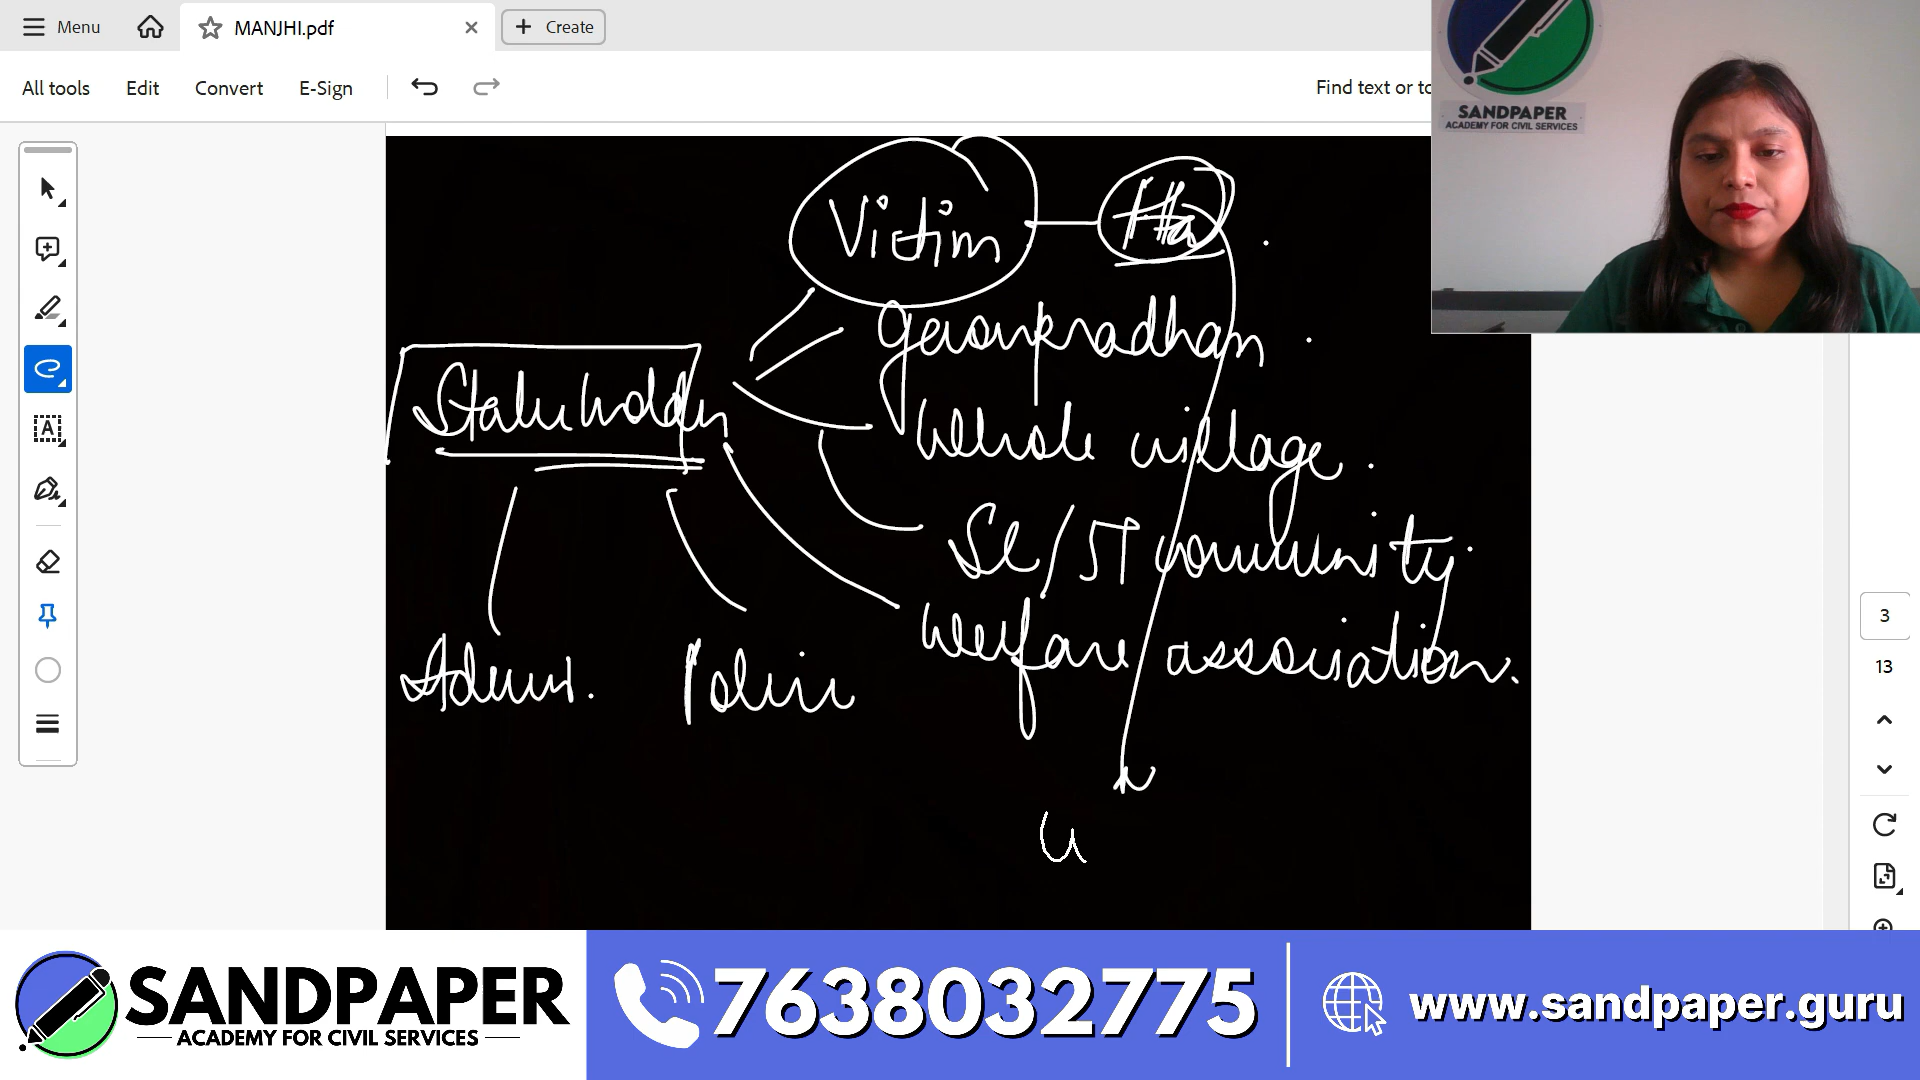 Menu
MANJHI.pdf
Create
All tools
Edit
Convert
E-Sign
Find text or to
SANDPAPER
ACADEMY FOR CIVIL SERVICES
Victim
Stakeholder
Whole village.
SC/ST community.
Welfare association.
Police
3
13
SANDPAPER
ACADEMY FOR CIVIL SERVICES
7638032775
www.sandpaper.guru